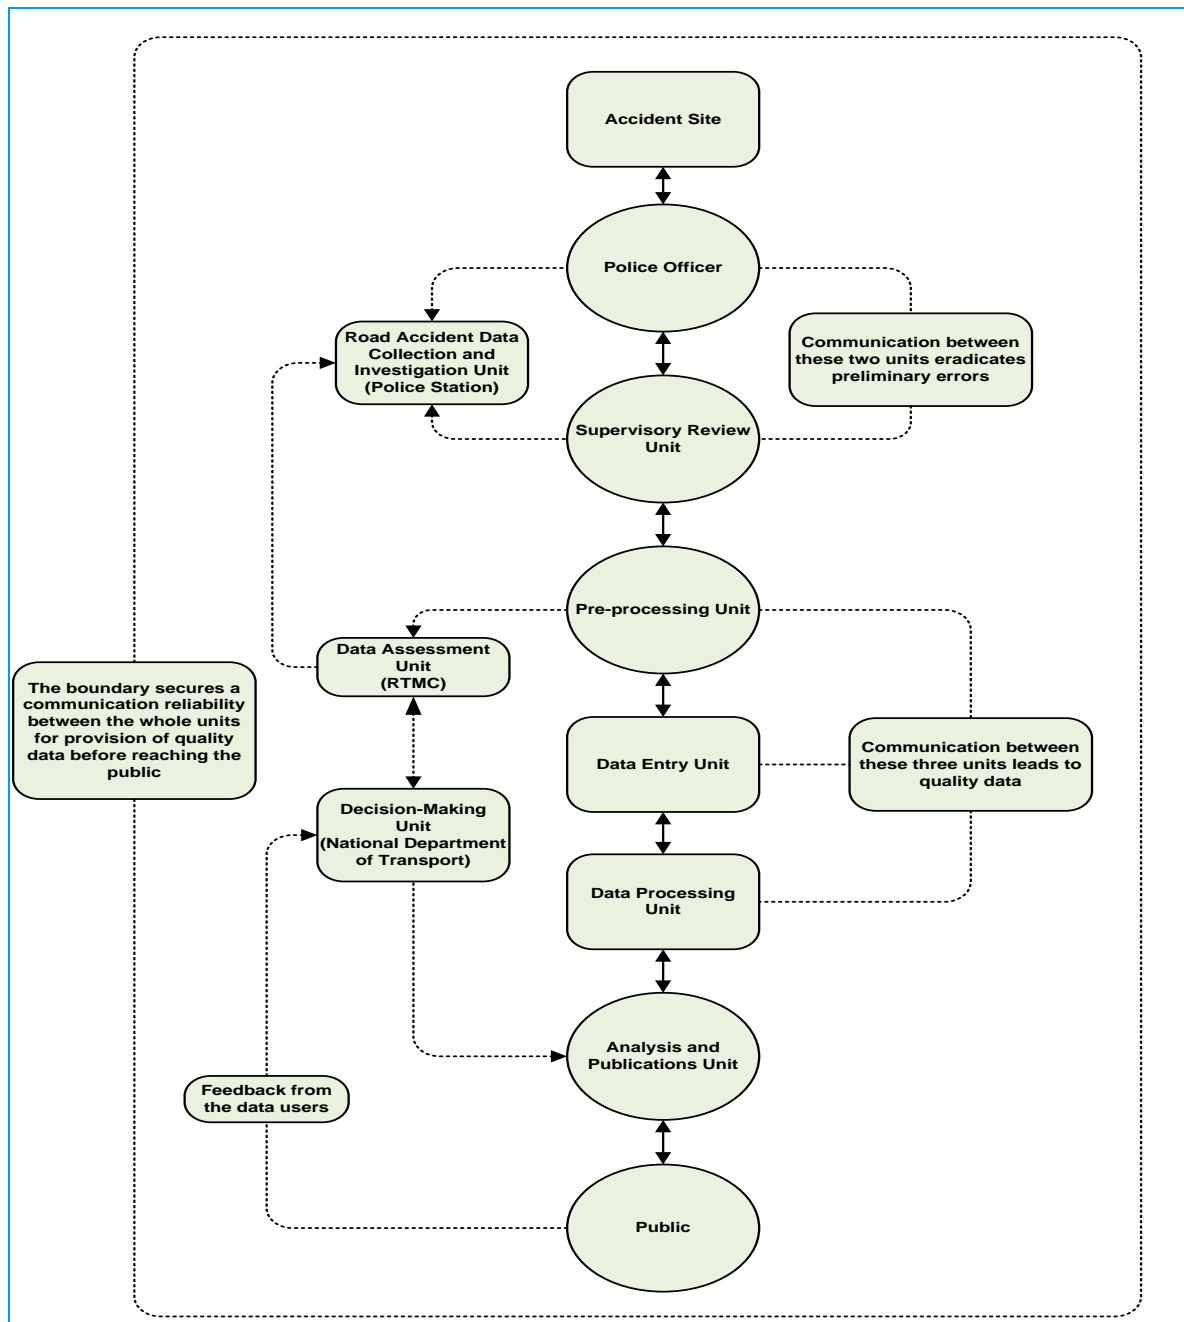 Accident Site
Police Officer
Road Accident Data
Collection and
Investigation Unit
(Police Station)
Communication between
these two units eradicates
preliminary errors
Supervisory Review
Unit
Pre-processing Unit
Data Assessment
Unit
(RTMC)
The boundary secures a
communication reliability
between the whole units
for provision of quality
data before reaching the
public
Data Entry Unit
Communication between
these three units leads to
quality data
Decision-Making
Unit
(National Department
of Transport)
Data Processing
Unit
Analysis and
Publications Unit
Feedback from
the data users
Public